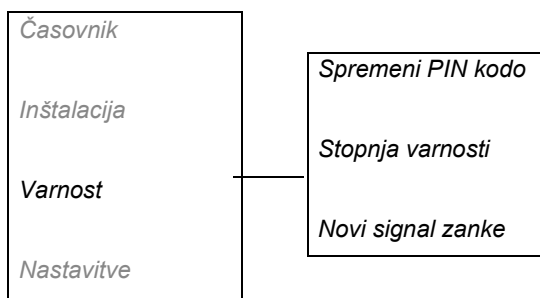 Časovnik
Inštalacija
Varnost
Nastavitve
Spremeni PIN kodo
Stopnja varnosti
Novi signal zanke